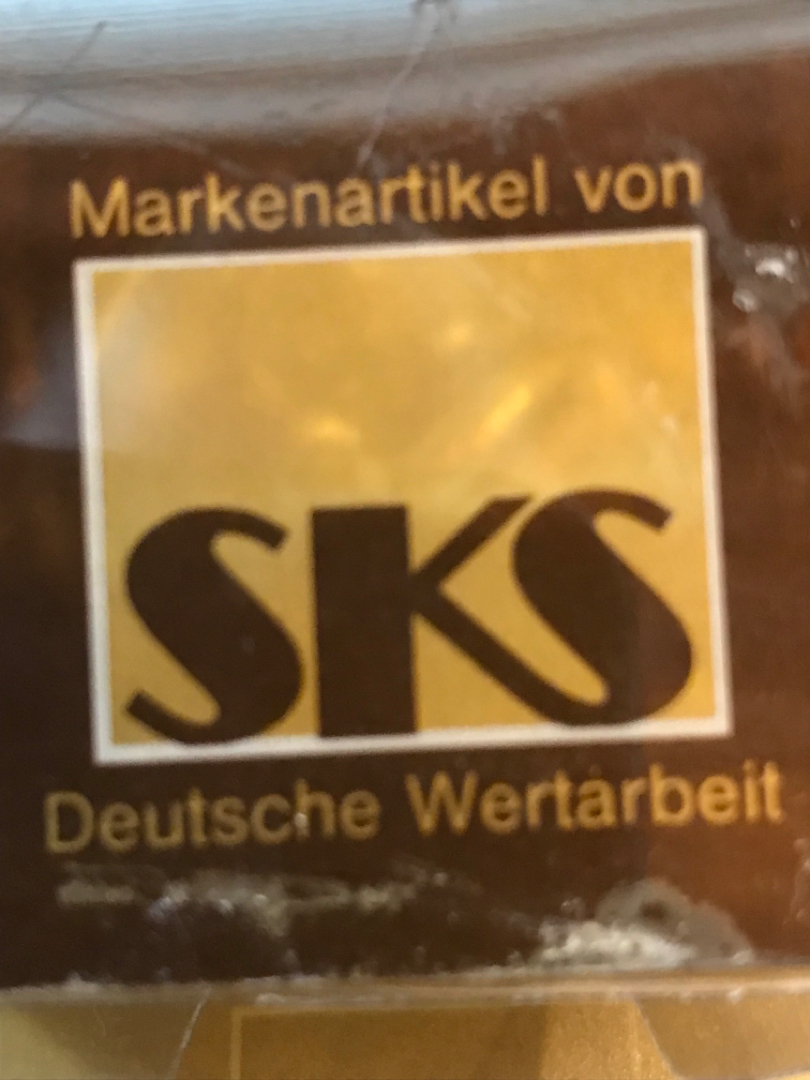 Markenartikel von
SKS
Deutsche Wertarbeit